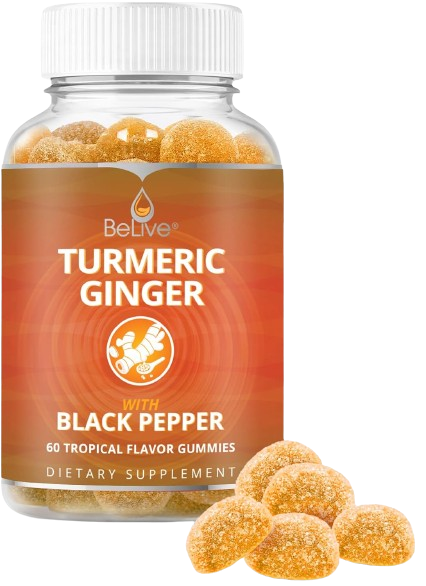 BeLive®
TURMERIC
GINGER
WITH
BLACK PEPPER
60 TROPICAL FLAVOR GUMMIES
DIETARY SUPPLEMENT